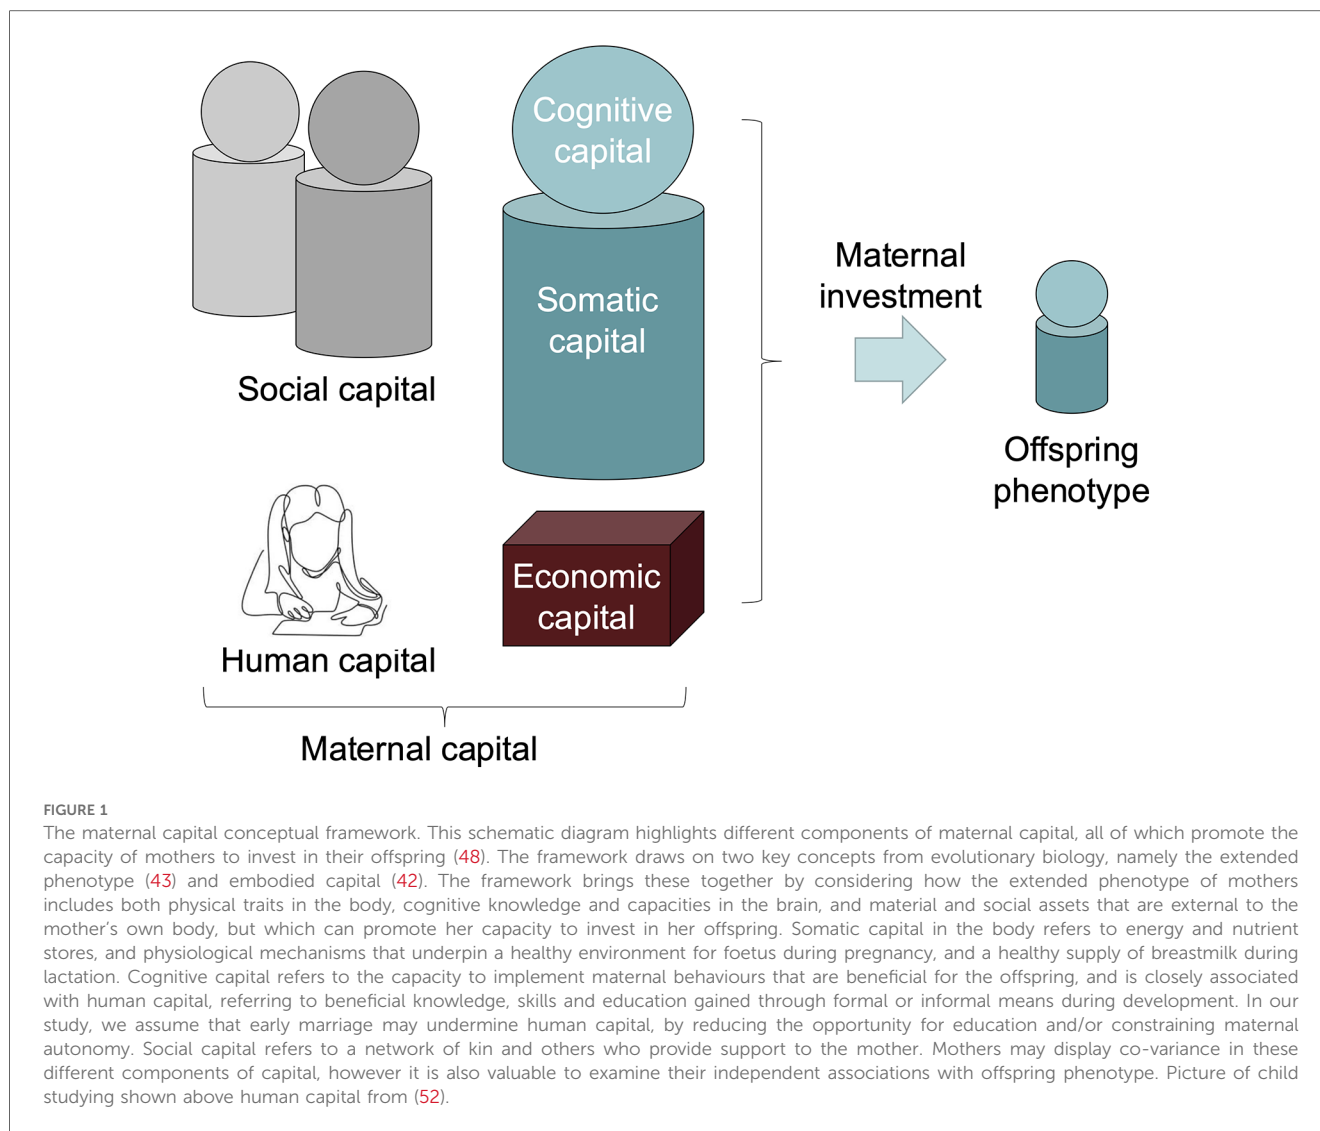 Cognitive
capital
Somatic
capital
Social capital
Maternal
investment
Offspring
phenotype
Economic
capital
Human capital
Maternal capital
FIGURE 1
The maternal capital conceptual framework. This schematic diagram highlights different components of maternal capital, all of which promote the
capacity of mothers to invest in their offspring (48). The framework draws on two key concepts from evolutionary biology, namely the extended
phenotype (43) and embodied capital (42). The framework brings these together by considering how the extended phenotype of mothers
includes both physical traits in the body, cognitive knowledge and capacities in the brain, and material and social assets that are external to the
mother's own body, but which can promote her capacity to invest in her offspring. Somatic capital in the body refers to energy and nutrient
stores, and physiological mechanisms that underpin a healthy environment for foetus during pregnancy, and a healthy supply of breastmilk during
lactation. Cognitive capital refers to the capacity to implement maternal behaviours that are beneficial for the offspring, and is closely associated
with human capital, referring to beneficial knowledge, skills and education gained through formal or informal means during development. In our
study, we assume that early marriage may undermine human capital, by reducing the opportunity for education and/or constraining maternal
autonomy. Social capital refers to a network of kin and others who provide support to the mother. Mothers may display co-variance in these
different components of capital, however it is also valuable to examine their independent associations with offspring phenotype. Picture of child
studying shown above human capital from (52).